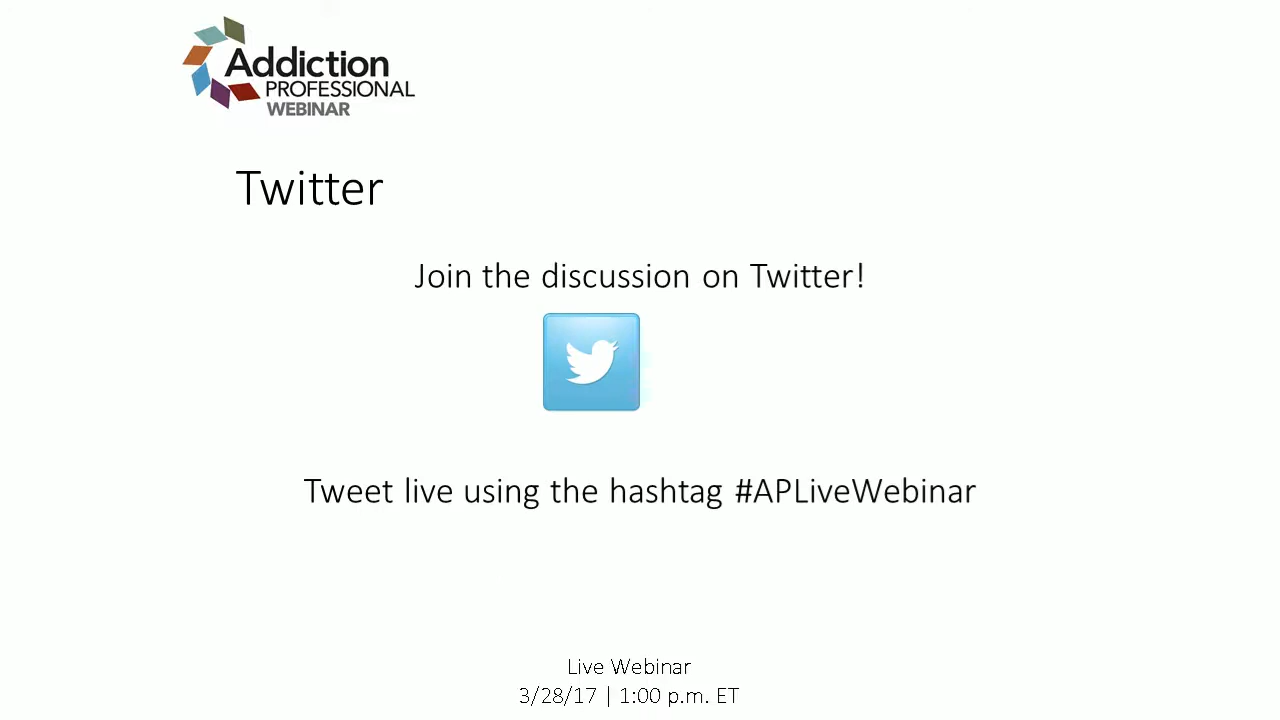 Addiction
PROFESSIONAL
WEBINAR
Twitter
Join the discussion on Twitter!
Tweet live using the hashtag #APLiveWebinar
Live Webinar
3/28/17 | 1:00 p.m. ET